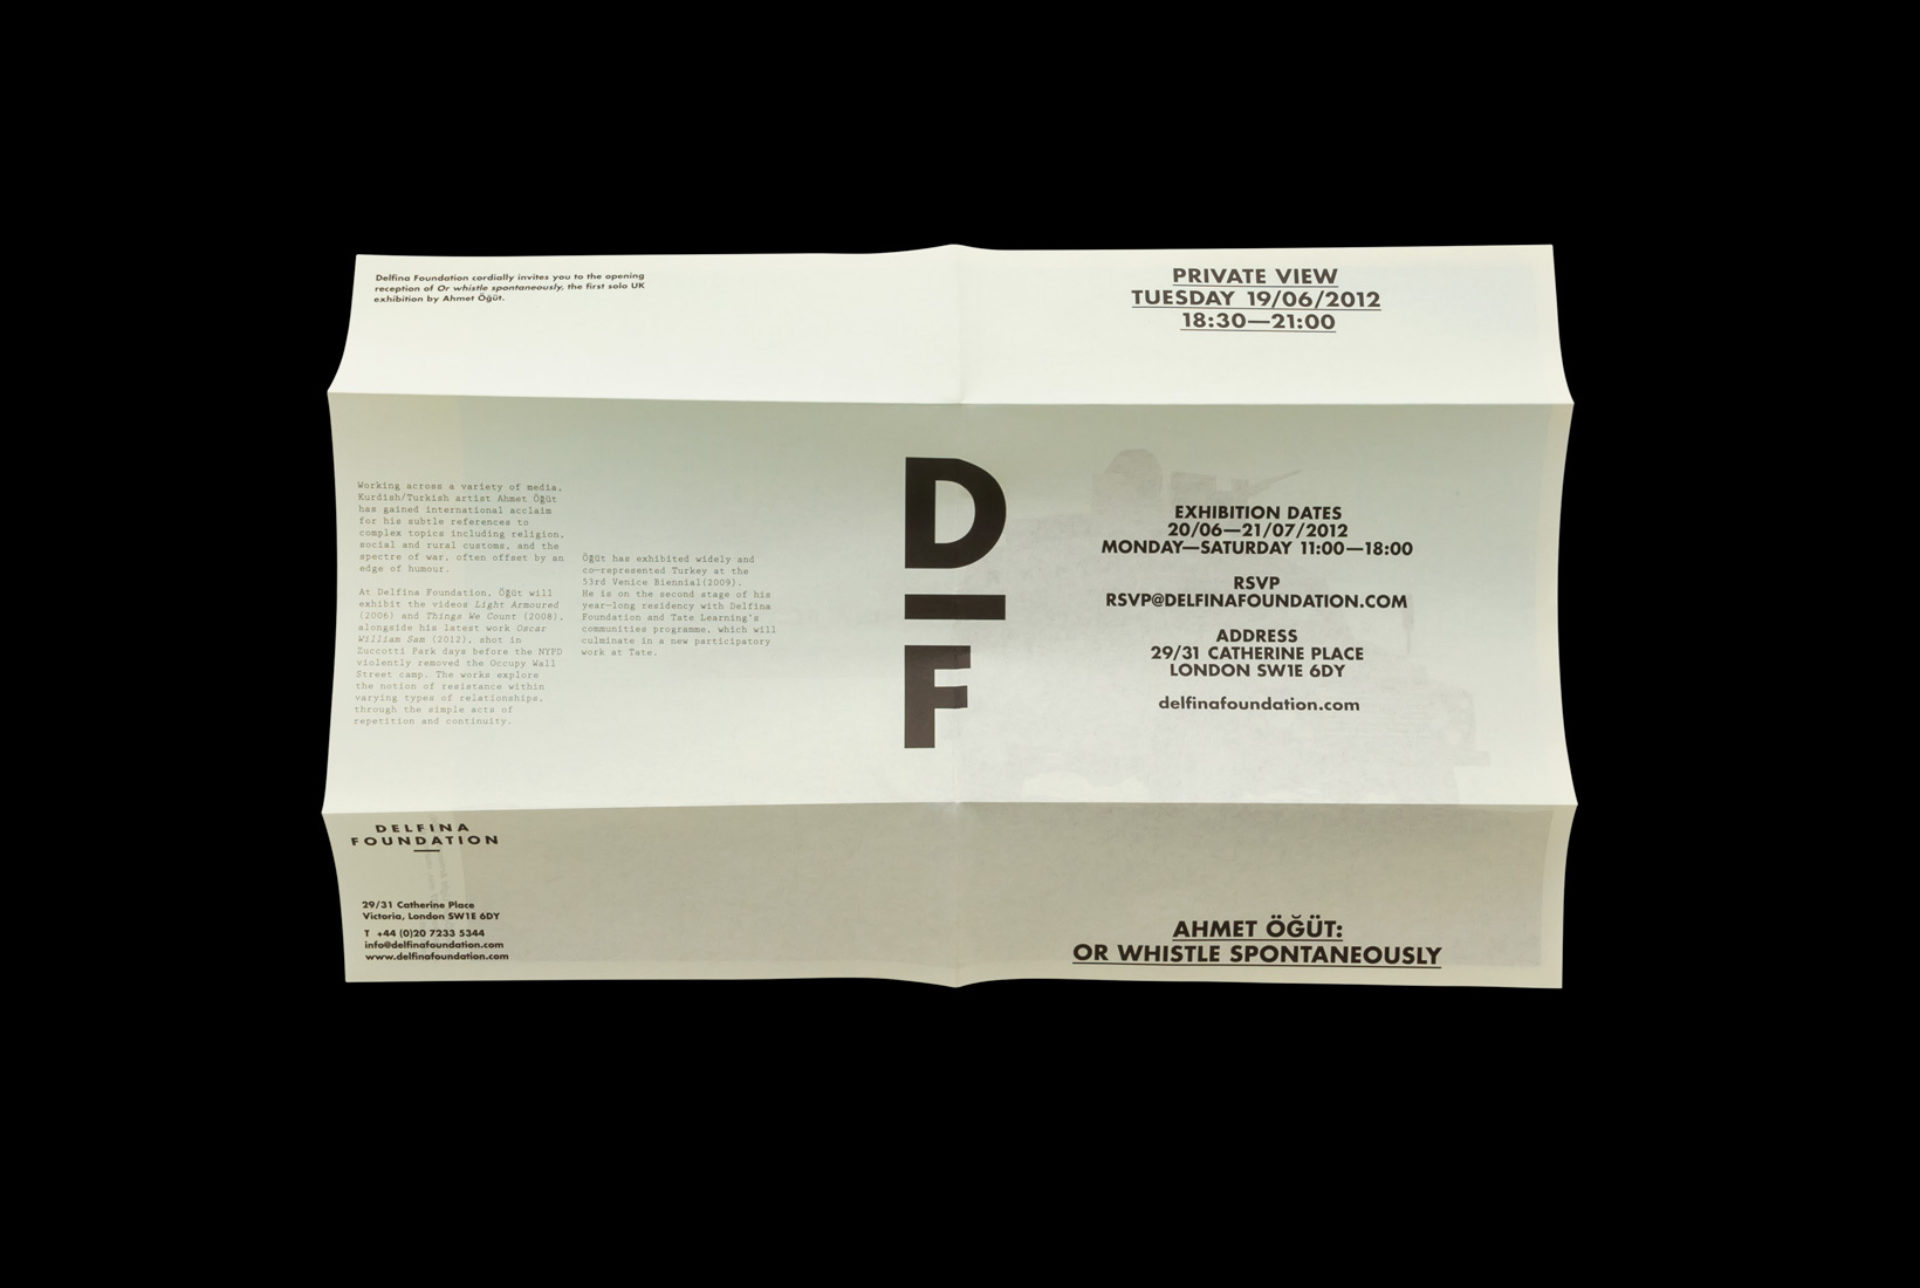 Delfina Foundation cordially invites you to the opening
reception of Or whistle spontaneously, the first solo UK
exhibition by Ahmet Öğüt.
PRIVATE VIEW
TUESDAY 19/06/2012
18:30—21:00
Working across a variety of media,
Kurdish/Turkish artist Ahmet Öğüt
has gained international acclaim
for his subtle references to
complex topics including religion,
social and rural customs, and the
spectre of war, often offset by an
edge of humour.
At Delfina Foundation, Öğüt will
exhibit the videos Light Armoured
(2006) and Things We Count (2008),
alongside his latest work Oscar
William Sam (2012), shot in
Zuccotti Park days before the NYPD
violently removed the Occupy Wall
Street camp. The works explore
the notion of resistance within
varying types of relationships,
through the simple acts of
repetition and continuity.
Öğüt has exhibited widely and
co—represented Turkey at the
53rd Venice Biennial(2009).
He is on the second stage of his
year—long residency with Delfina
Foundation and Tate Learning's
communities programme, which will
culminate in a new participatory
work at Tate.
D
F
EXHIBITION DATES
20/06—21/07/2012
MONDAY—SATURDAY 11:00—18:00
RSVP
RSVP@DELFINAFOUNDATION.COM
ADDRESS
29/31 CATHERINE PLACE
LONDON SW1E 6DY
delfinafoundation.com
DELFINA
FOUNDATION
29/31 Catherine Place
Victoria, London SW1E 6DY
T +44 (0)20 7233 5344
info@delfinafoundation.com
www.delfinafoundation.com
AHMET ÖĞÜT:
OR WHISTLE SPONTANEOUSLY